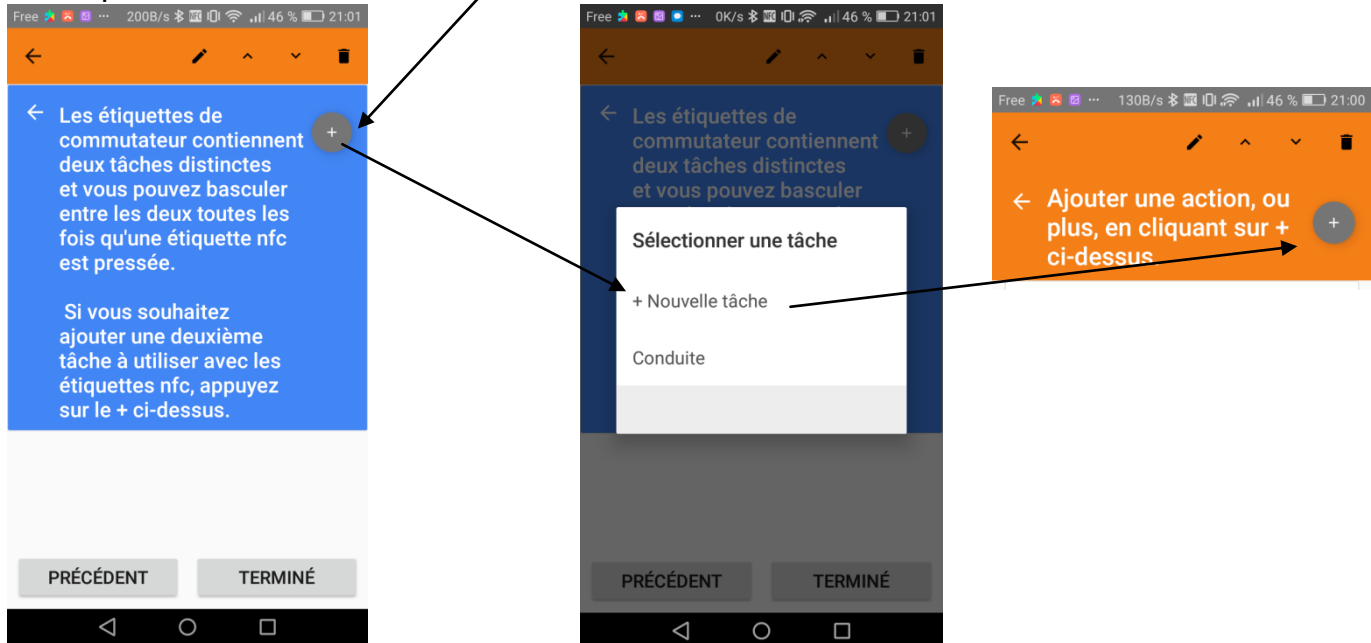 Free ... 200B/s 46 % 21:01
Les étiquettes de
commutateur contiennent
deux tâches distinctes
et vous pouvez basculer
entre les deux toutes les
fois qu'une étiquette nfc
est pressée.
Si vous souhaitez
ajouter une deuxième
tâche à utiliser avec les
étiquettes nfc, appuyez
sur le + ci-dessus.
+
PRÉCÉDENT TERMINÉ
Free ... 0K/s 46 % 21:01
Les étiquettes de
commutateur contiennent
deux tâches distinctes
et vous pouvez basculer
+
Sélectionner une tâche
+ Nouvelle tâche
Conduite
PRÉCÉDENT TERMINÉ
Free ... 130B/s 46 % 21:00
Ajouter une action, ou
plus, en cliquant sur +
ci-dessus
+